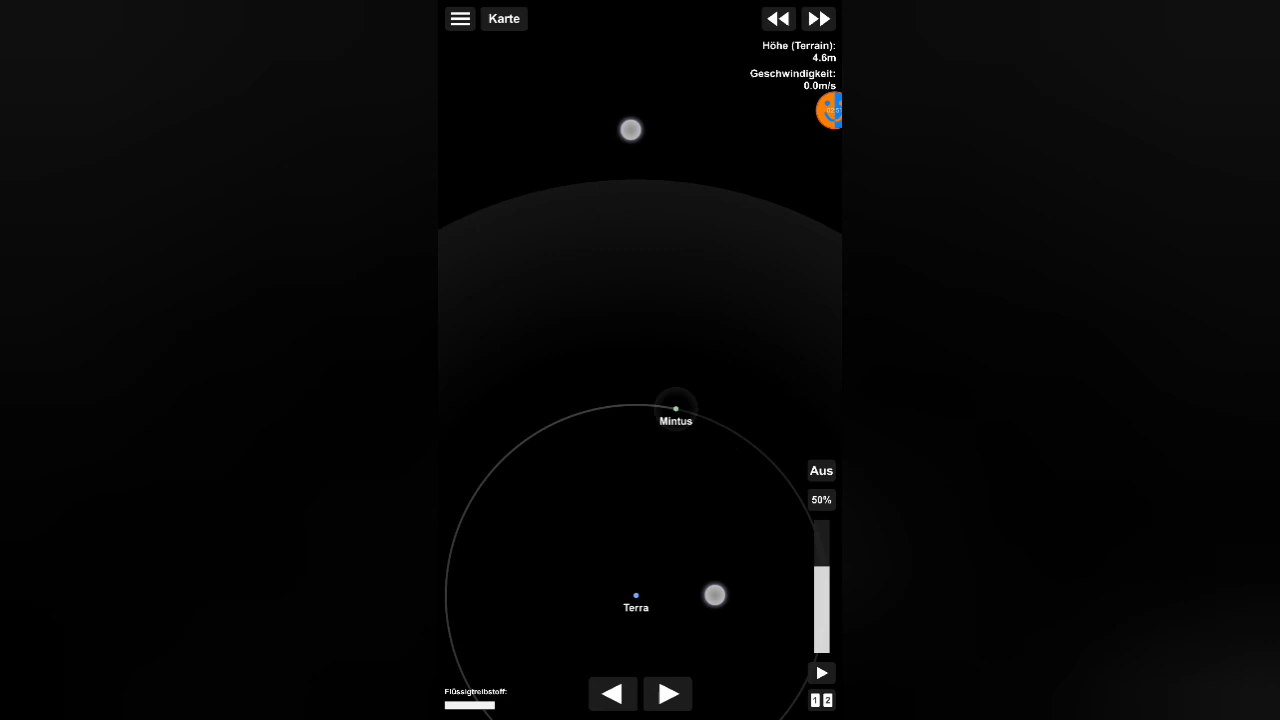 Karte
Höhe (Terrain):
4.6m
Geschwindigkeit:
0.0m/s
Mintus
Aus
50%
Terra
Flüssigtreibstoff:
1 2